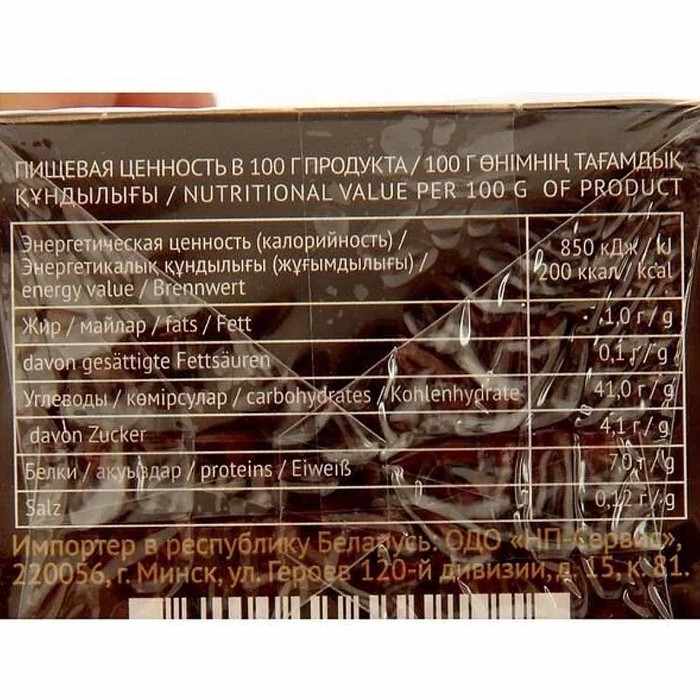 ПИЩЕВАЯ ЦЕННОСТЬ В 100 Г ПРОДУКТА / 100 Г ӨНІМНІҢ ТАҒАМДЫҚ
ҚҰНДЫЛЫҒЫ / NUTRITIONAL VALUE PER 100 G OF PRODUCT
Энергетическая ценность (калорийность) /
Энергетикалық құндылығы (жұғымдылығы) /
energy value / Brennwert
850 кДж / kJ
200 ккал / kcal
Жир / майлар / fats / Fett 1,0 г / g
davon gesättigte Fettsäuren 0,1 г / g
Углеводы / көмірсулар / carbohydrates / Kohlenhydrate 41,0 г / g
davon Zucker 4,1 г / g
Белки / ақуыздар / proteins / Eiweiß 7,0 г / g
Salz 0,12 г / g
Импортер в республику Беларусь: ОДО «НП-Сервис»,
220056, г. Минск, ул. Героев 120-й дивизии, д. 15, к. 81.